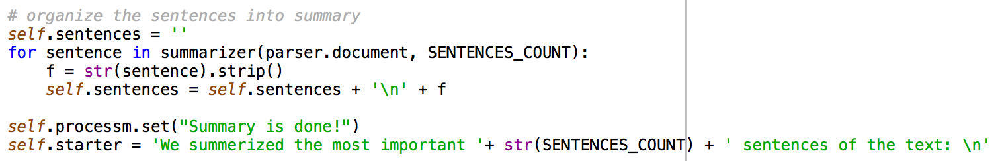 # organize the sentences into summary
self.sentences = ''
for sentence in summarizer(parser.document, SENTENCES_COUNT):
    f = str(sentence).strip()
    self.sentences = self.sentences + '\n' + f

self.processm.set("Summary is done!")
self.starter = 'We summerized the most important '+ str(SENTENCES_COUNT) + ' sentences of the text: \n'